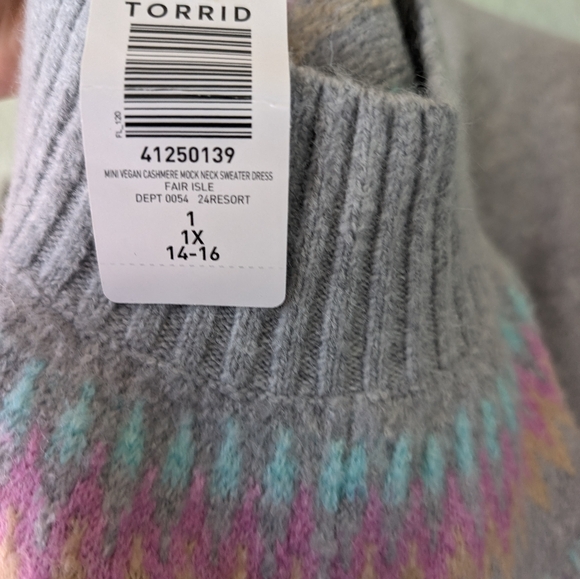 TORRID
FL_120
41250139
MINI VEGAN CASHMERE MOCK NECK SWEATER DRESS
FAIR ISLE
DEPT 0054 24RESORT
1
1X
14-16